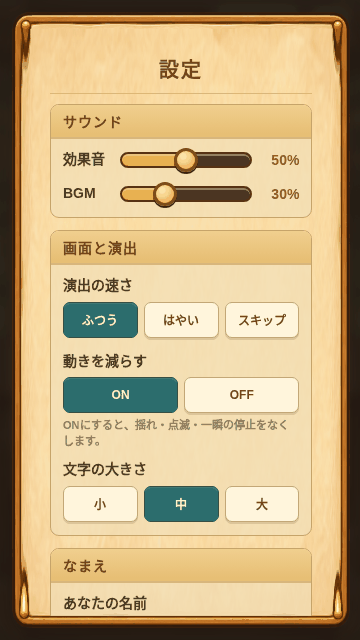 設定
サウンド
効果音 50%
BGM 30%
画面と演出
演出の速さ
ふつう はやい スキップ
動きを減らす
ON OFF
ONにすると、揺れ・点滅・一瞬の停止をなく
します。
文字の大きさ
小 中 大
なまえ
あなたの名前